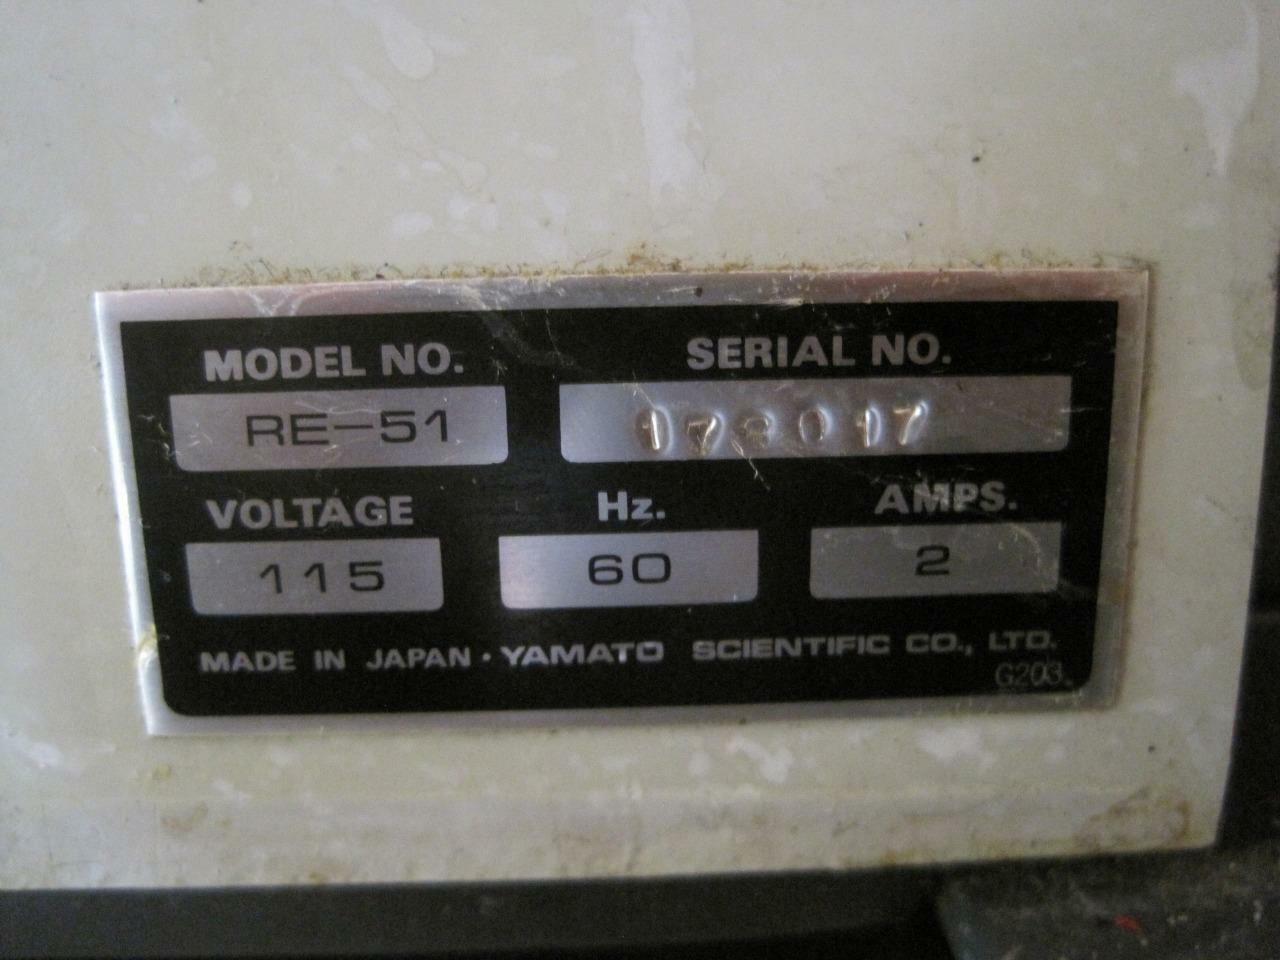 MODEL NO. SERIAL NO.
RE-51
VOLTAGE Hz. AMPS.
115 60 2
MADE IN JAPAN · YAMATO SCIENTIFIC CO., LTD.
G203